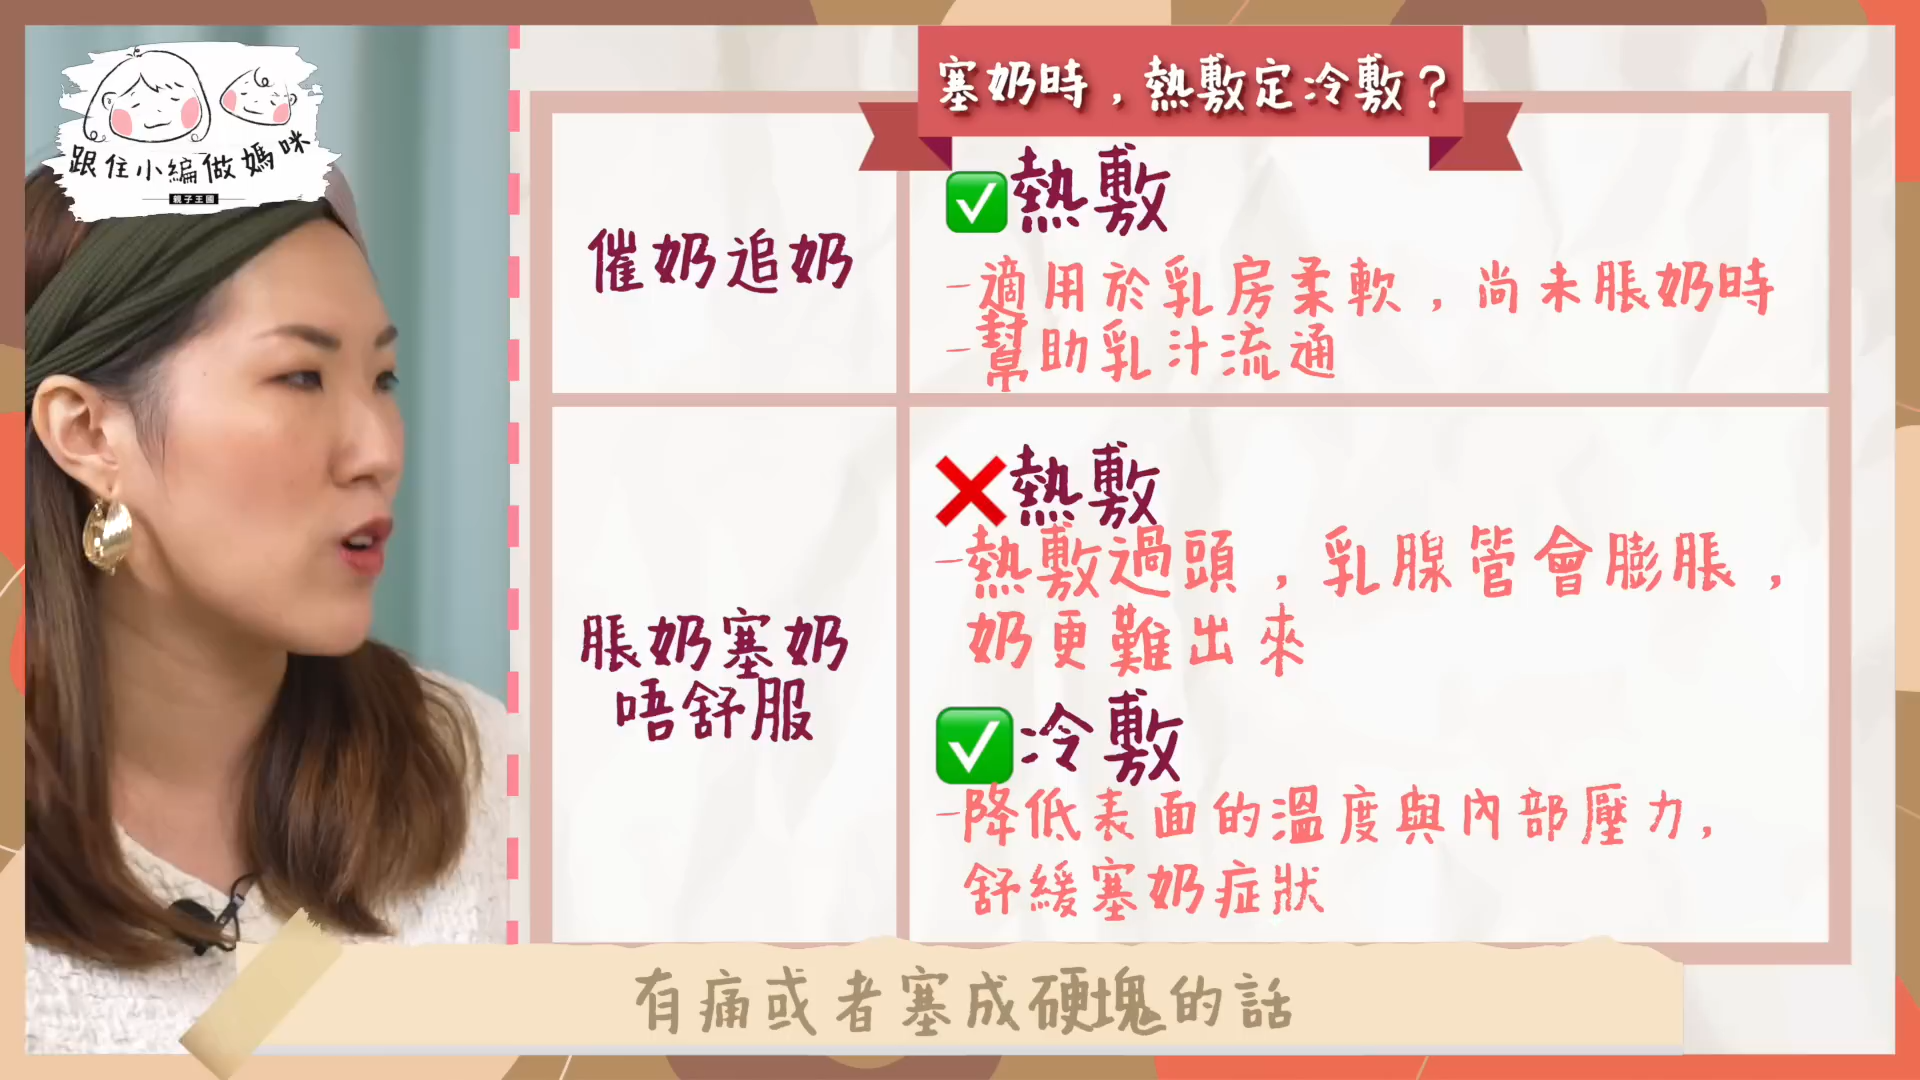 跟住小編做媽咪
親子王國
塞奶時，熱敷定冷敷？
催奶追奶
✅熱敷
-適用於乳房柔軟，尚未脹奶時
-幫助乳汁流通
脹奶塞奶
唔舒服
❌熱敷
-熱敷過頭，乳腺管會膨脹，
奶更難出來
✅冷敷
-降低表面的溫度與內部壓力，
舒緩塞奶症狀
有痛或者塞成硬塊的話